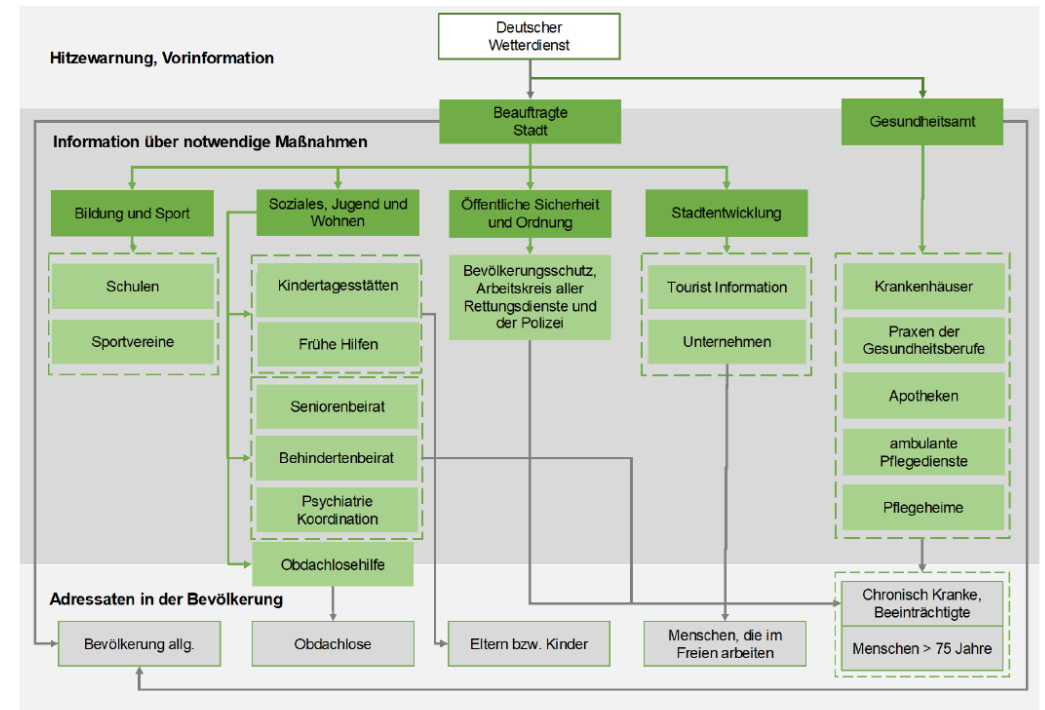 Deutscher
Wetterdienst
Hitzewarnung, Vorinformation
Beauftragte
Stadt
Gesundheitsamt
Information über notwendige Maßnahmen
Bildung und Sport
Soziales, Jugend und
Wohnen
Öffentliche Sicherheit
und Ordnung
Stadtentwicklung
Schulen
Sportvereine
Kindertagesstätten
Frühe Hilfen
Seniorenbeirat
Behindertenbeirat
Psychiatrie
Koordination
Obdachlosehilfe
Bevölkerungsschutz,
Arbeitskreis aller
Rettungsdienste und
der Polizei
Tourist Information
Unternehmen
Krankenhäuser
Praxen der
Gesundheitsberufe
Apotheken
ambulante
Pflegedienste
Pflegeheime
Adressaten in der Bevölkerung
Bevölkerung allg.
Obdachlose
Eltern bzw. Kinder
Menschen, die im
Freien arbeiten
Chronisch Kranke,
Beeinträchtigte
Menschen > 75 Jahre